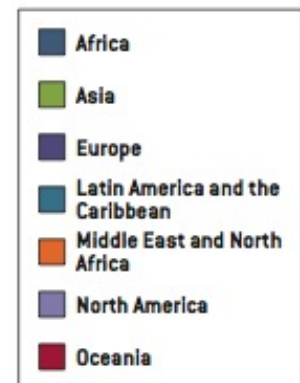 Africa
Asia
Europe
Latin America and the
Caribbean
Middle East and North
Africa
North America
Oceania